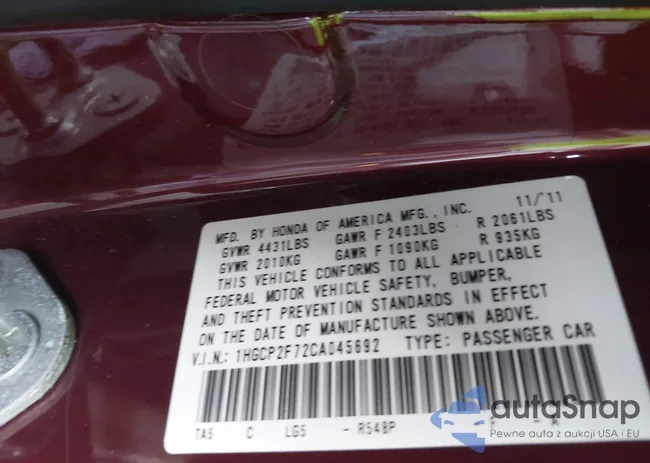 MFD. BY HONDA OF AMERICA MFG., INC. 11/'11
GVWR 4431LBS GAWR F 2403LBS R 2061LBS
GVWR 2010KG GAWR F 1090KG R 935KG
THIS VEHICLE CONFORMS TO ALL APPLICABLE
FEDERAL MOTOR VEHICLE SAFETY, BUMPER,
AND THEFT PREVENTION STANDARDS IN EFFECT
ON THE DATE OF MANUFACTURE SHOWN ABOVE.
V.I.N.: 1HGCP2F72CA045692 TYPE: PASSENGER CAR
TA5 C LG5 - R548P - A
autaSnap
Pewne auta z aukcji USA i EU